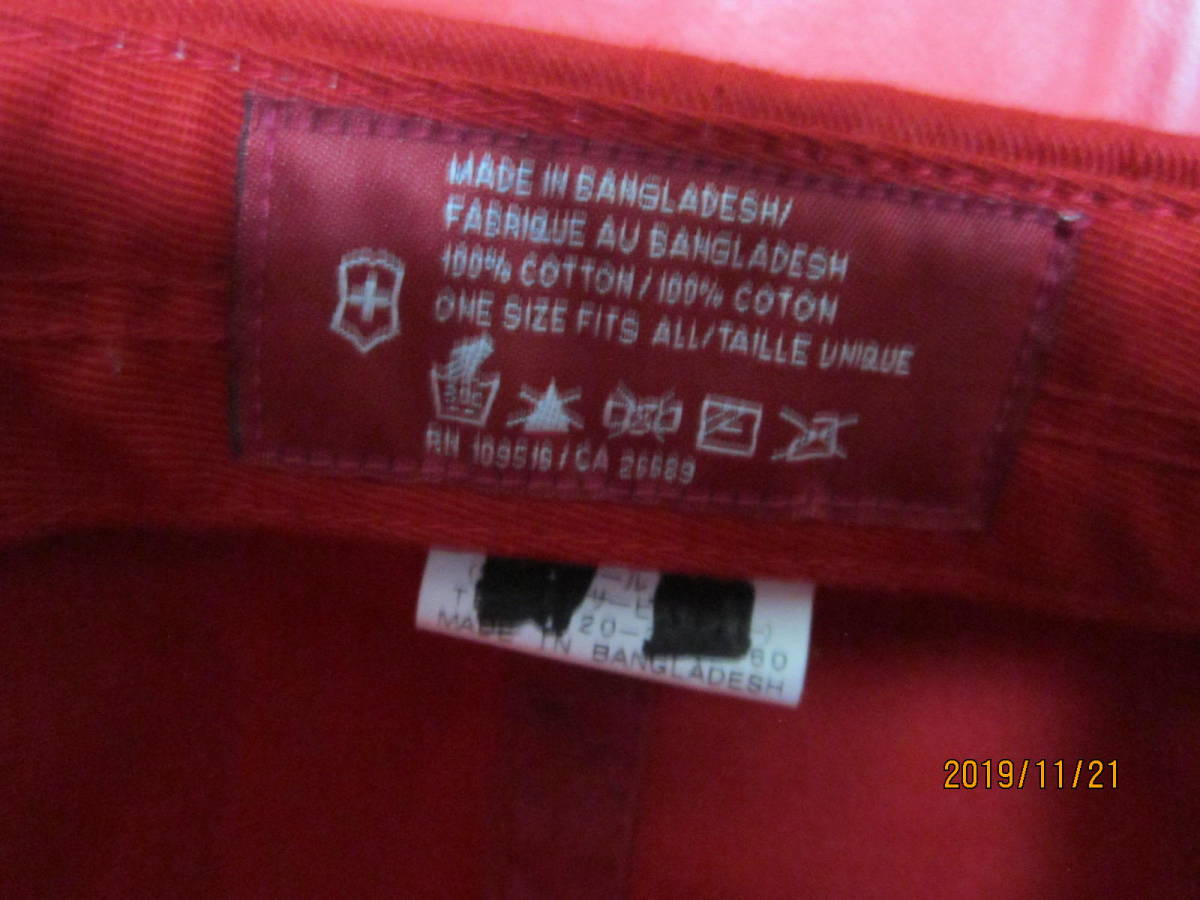 MADE IN BANGLADESH/
FABRIQUE AU BANGLADESH
100% COTTON / 100% COTON
ONE SIZE FITS ALL/TAILLE UNIQUE
30c
RN 109516 / CA 26689
MADE IN BANGLADESH
2019/11/21